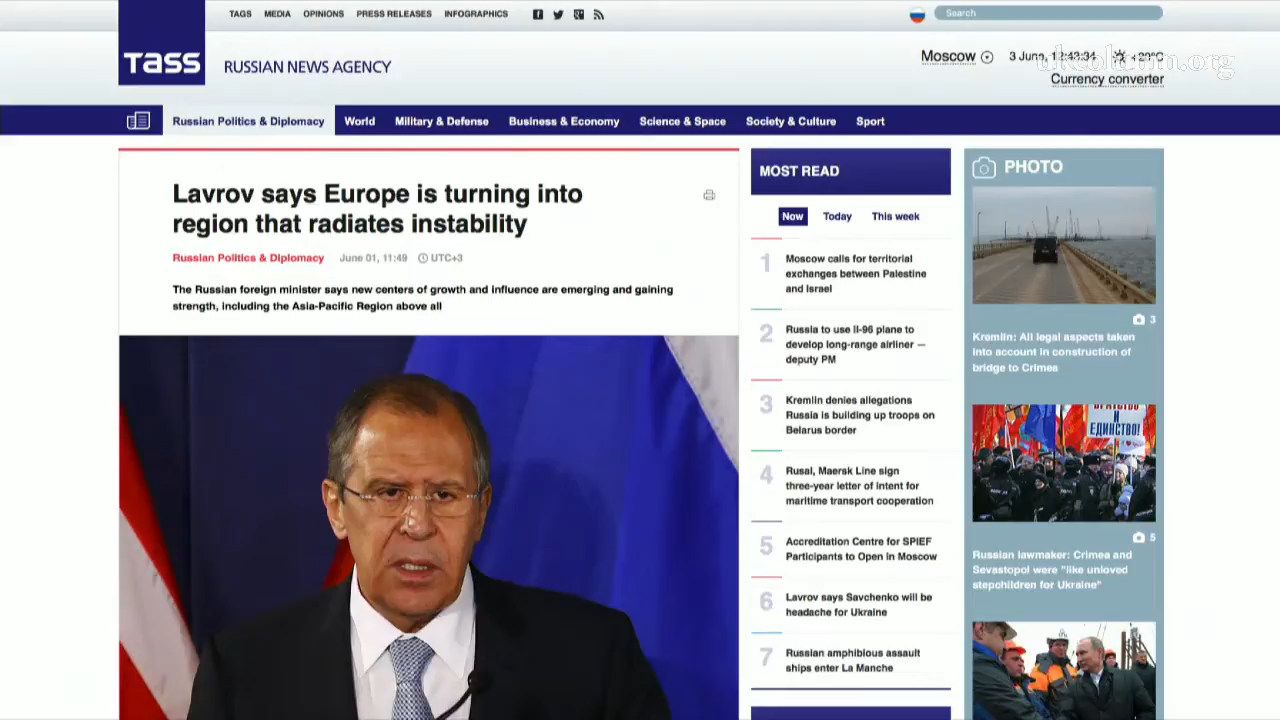 TAGS MEDIA OPINIONS PRESS RELEASES INFOGRAPHICS
Search
TASS
RUSSIAN NEWS AGENCY
Moscow
3 June, 12:43:34
+20°C
ukcolumn.org
Currency converter
Russian Politics & Diplomacy World Military & Defense Business & Economy Science & Space Society & Culture Sport
Lavrov says Europe is turning into
region that radiates instability
Russian Politics & Diplomacy June 01, 11:49 UTC+3
The Russian foreign minister says new centers of growth and influence are emerging and gaining
strength, including the Asia-Pacific Region above all
MOST READ
Now Today This week
1
Moscow calls for territorial
exchanges between Palestine
and Israel
2
Russia to use Il-96 plane to
develop long-range airliner —
deputy PM
3
Kremlin denies allegations
Russia is building up troops on
Belarus border
4
Rusal, Maersk Line sign
three-year letter of intent for
maritime transport cooperation
5
Accreditation Centre for SPIEF
Participants to Open in Moscow
6
Lavrov says Savchenko will be
headache for Ukraine
7
Russian amphibious assault
ships enter La Manche
PHOTO
3
Kremlin: All legal aspects taken
into account in construction of
bridge to Crimea
И
ЕДИНСТВО!
5
Russian lawmaker: Crimea and
Sevastopol were "like unloved
stepchildren for Ukraine"